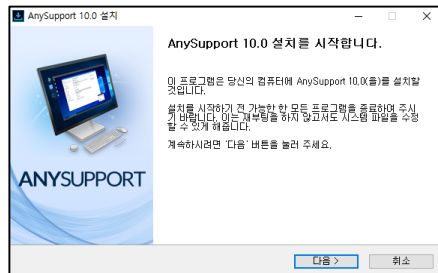 AnySupport 10.0 설치
AnySupport 10.0 설치를 시작합니다.
이 프로그램은 당신의 컴퓨터에 AnySupport 10.0(을)를 설치할
것입니다.
설치를 시작하기 전 가능한 한 모든 프로그램을 종료하여 주시
기 바랍니다. 이는 재부팅을 하지 않고서도 시스템 파일을 수정
할 수 있게 해줍니다.
계속하시려면 '다음' 버튼을 눌러 주세요.
ANYSUPPORT
다음 >
취소